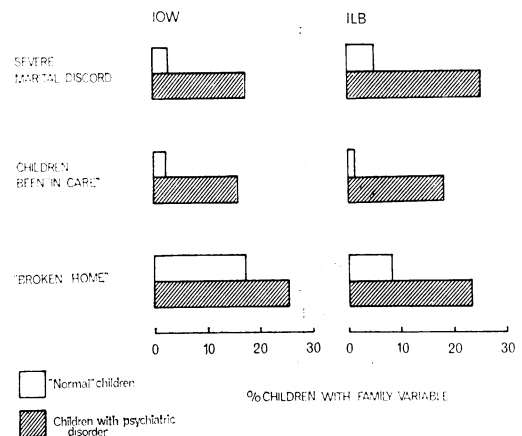 IOW ILB
SEVERE
MARITAL DISCORD
CHILDREN
BEEN "IN CARE"
"BROKEN HOME"
0 10 20 30 0 10 20 30
"Normal" children
% CHILDREN WITH FAMILY VARIABLE
Children with psychiatric
disorder